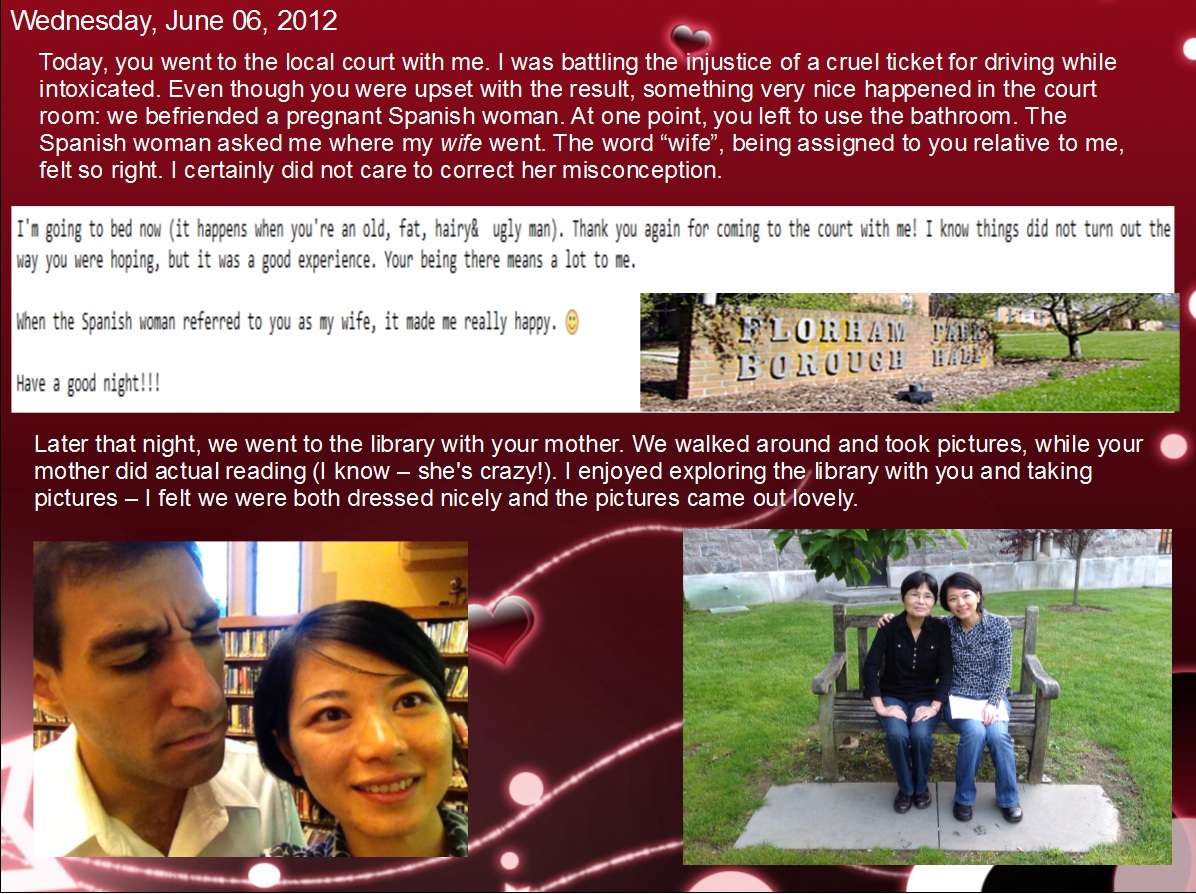 Wednesday, June 06, 2012
Today, you went to the local court with me. I was battling the injustice of a cruel ticket for driving while
intoxicated. Even though you were upset with the result, something very nice happened in the court
room: we befriended a pregnant Spanish woman. At one point, you left to use the bathroom. The
Spanish woman asked me where my wife went. The word “wife”, being assigned to you relative to me,
felt so right. I certainly did not care to correct her misconception.
I'm going to bed now (it happens when you're an old, fat, hairy& ugly man). Thank you again for coming to the court with me! I know things did not turn out the
way you were hoping, but it was a good experience. Your being there means a lot to me.
When the Spanish woman referred to you as my wife, it made me really happy.
Have a good night!!!
FLORHAM PARK
BOROUGH HALL
Later that night, we went to the library with your mother. We walked around and took pictures, while your
mother did actual reading (I know – she's crazy!). I enjoyed exploring the library with you and taking
pictures – I felt we were both dressed nicely and the pictures came out lovely.